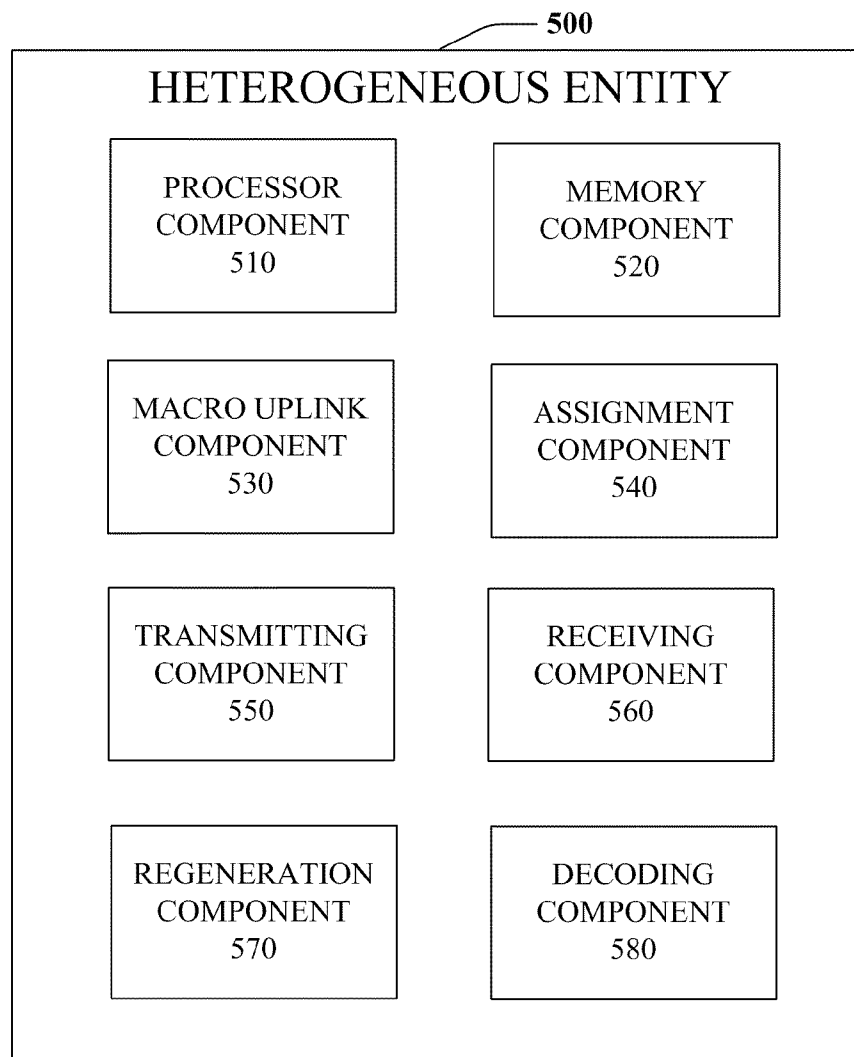 500
HETEROGENEOUS ENTITY
PROCESSOR
COMPONENT
510
MEMORY
COMPONENT
520
MACRO UPLINK
COMPONENT
530
ASSIGNMENT
COMPONENT
540
TRANSMITTING
COMPONENT
550
RECEIVING
COMPONENT
560
REGENERATION
COMPONENT
570
DECODING
COMPONENT
580